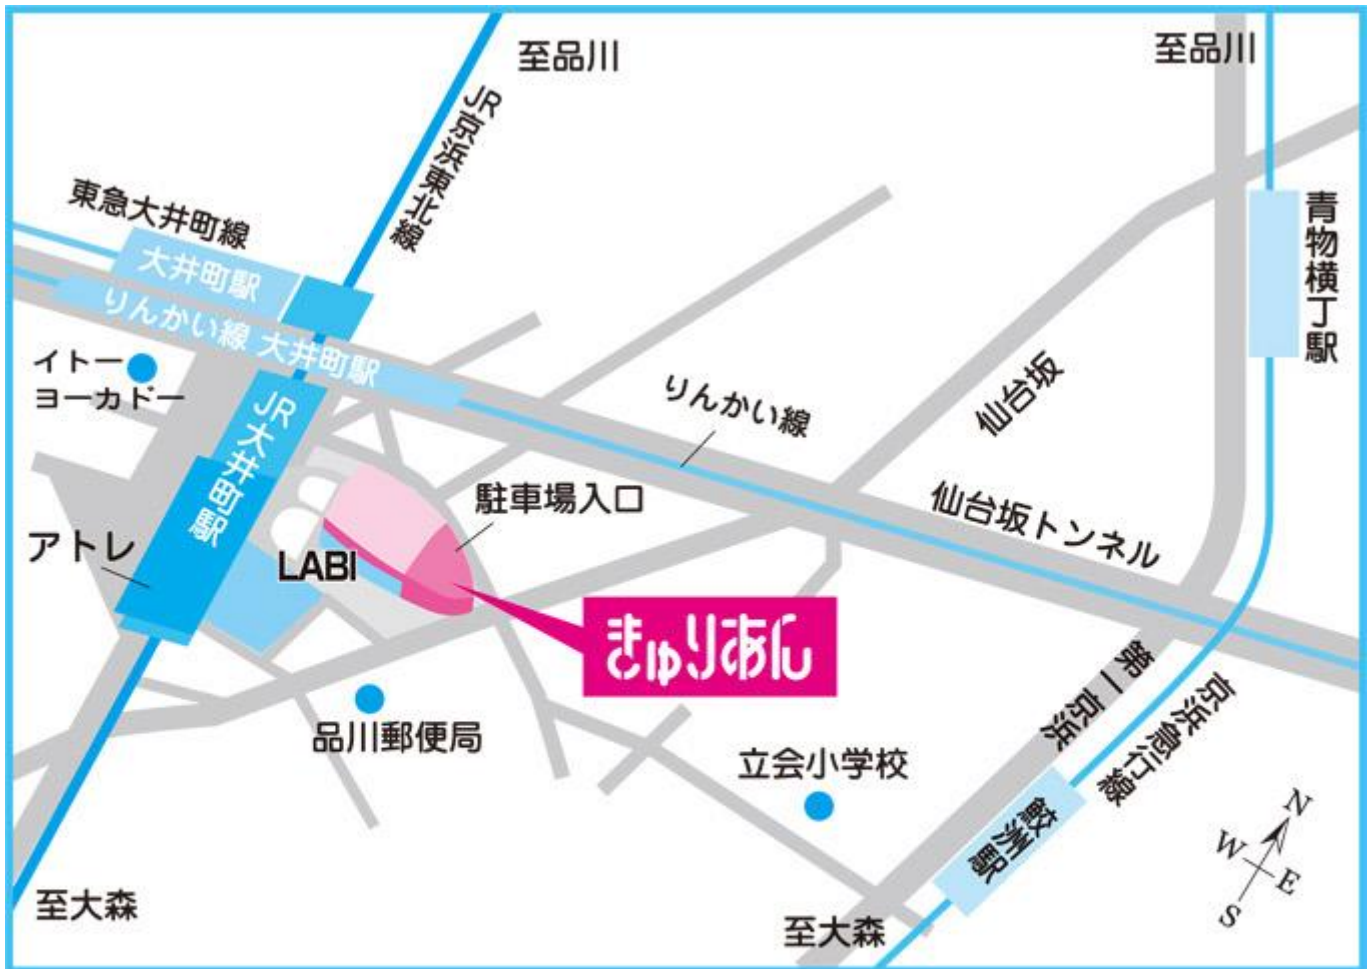 至品川
至品川
JR京浜東北線
東急大井町線
大井町駅
りんかい線 大井町駅
青物横丁駅
イトー
ヨーカドー
JR大井町駅
りんかい線
仙台坂
駐車場入口
仙台坂トンネル
アトレ
LABI
きゅりあん
第一京浜
京浜急行線
品川郵便局
立会小学校
鮫洲駅
N
W
E
S
至大森
至大森